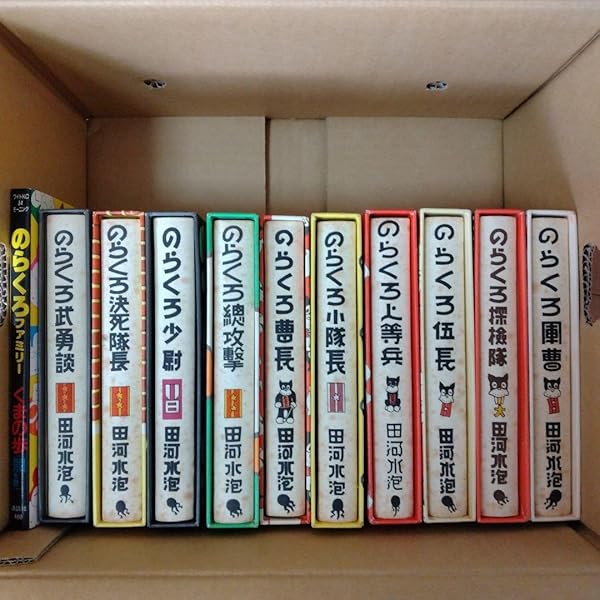 のらくろファミリー
くまの歩
のらくろ武勇談
田河水泡
のらくろ決死隊長
田河水泡
のらくろ少尉
田河水泡
のらくろ總攻撃
田河水泡
のらくろ曹長
田河水泡
のらくろ小隊長
田河水泡
のらくろ上等兵
田河水泡
のらくろ伍長
田河水泡
のらくろ探検隊
田河水泡
のらくろ軍曹
田河水泡